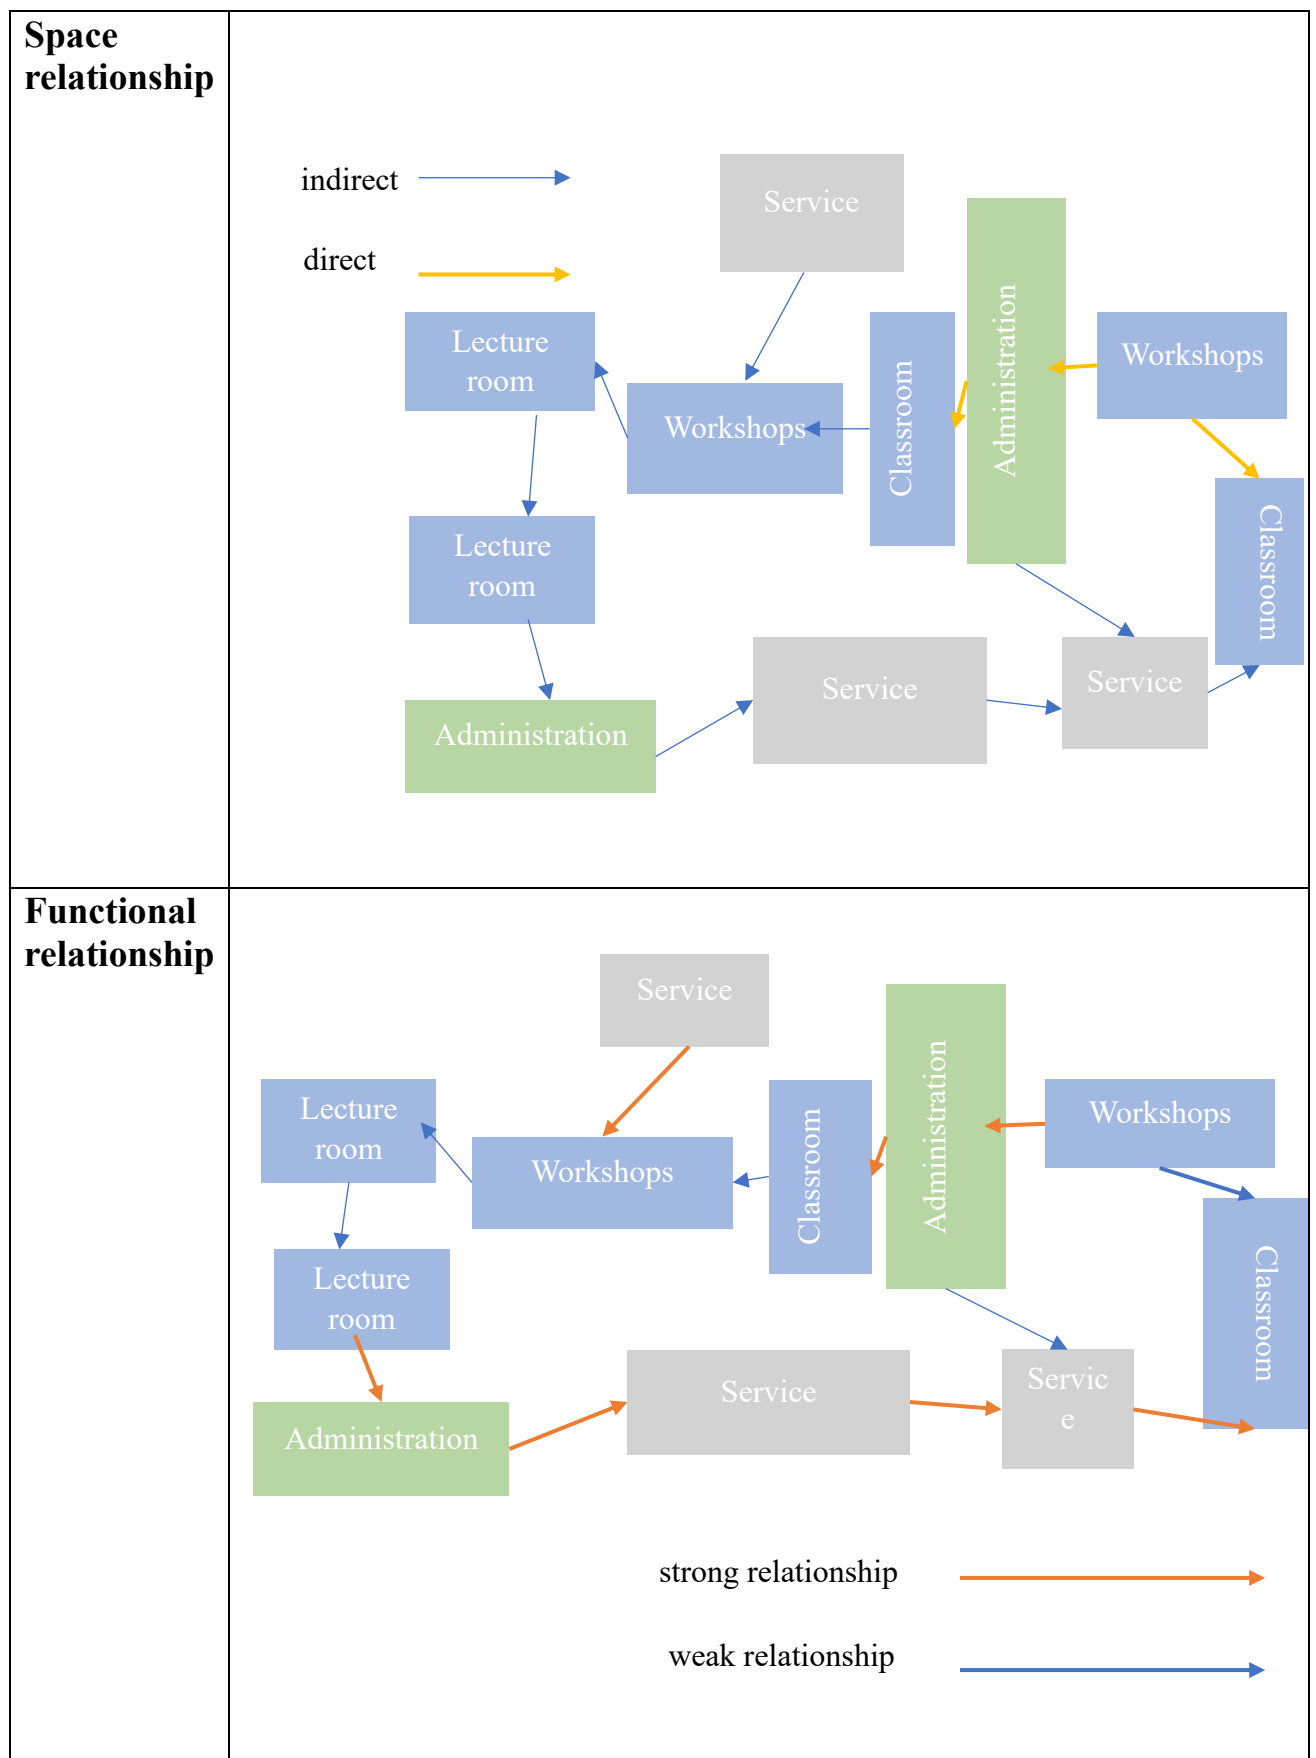 Space
relationship
indirect
direct
Service
Lecture
room
Workshops
Classroom
Administration
Workshops
Classroom
Lecture
room
Administration
Service
Service
Functional
relationship
Service
Lecture
room
Workshops
Classroom
Administration
Workshops
Classroom
Lecture
room
Administration
Service
Servic
e
strong relationship
weak relationship